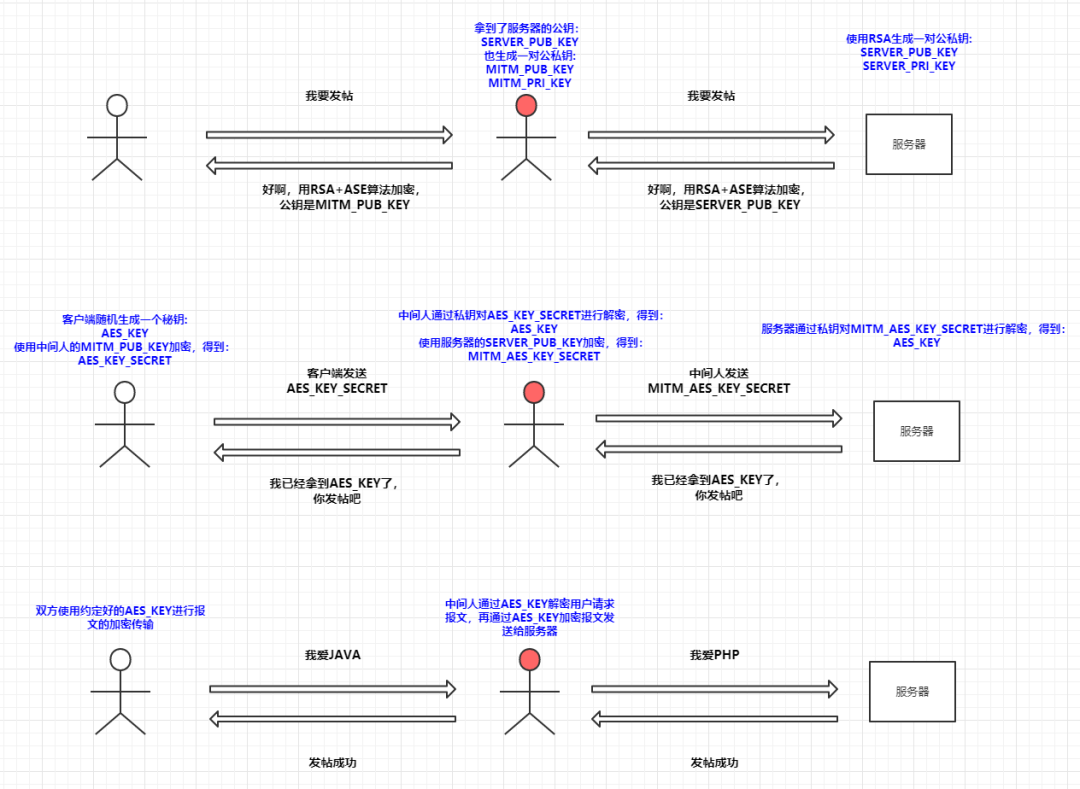 拿到了服务器的公钥：
SERVER_PUB_KEY
也生成一对公私钥：
MITM_PUB_KEY
MITM_PRI_KEY
使用RSA生成一对公私钥：
SERVER_PUB_KEY
SERVER_PRI_KEY
我要发帖
我要发帖
服务器
好啊，用RSA+ASE算法加密，
公钥是MITM_PUB_KEY
好啊，用RSA+ASE算法加密，
公钥是SERVER_PUB_KEY
客户端随机生成一个秘钥：
AES_KEY
使用中间人的MITM_PUB_KEY加密，得到：
AES_KEY_SECRET
中间人通过私钥对AES_KEY_SECRET进行解密，得到：
AES_KEY
使用服务器的SERVER_PUB_KEY加密，得到：
MITM_AES_KEY_SECRET
服务器通过私钥对MITM_AES_KEY_SECRET进行解密，得到：
AES_KEY
客户端发送
AES_KEY_SECRET
中间人发送
MITM_AES_KEY_SECRET
服务器
我已经拿到AES_KEY了，
你发帖吧
我已经拿到AES_KEY了，
你发帖吧
双方使用约定好的AES_KEY进行报
文的加密传输
中间人通过AES_KEY解密用户请求
报文，再通过AES_KEY加密报文发
送给服务器
我爱JAVA
我爱PHP
服务器
发帖成功
发帖成功